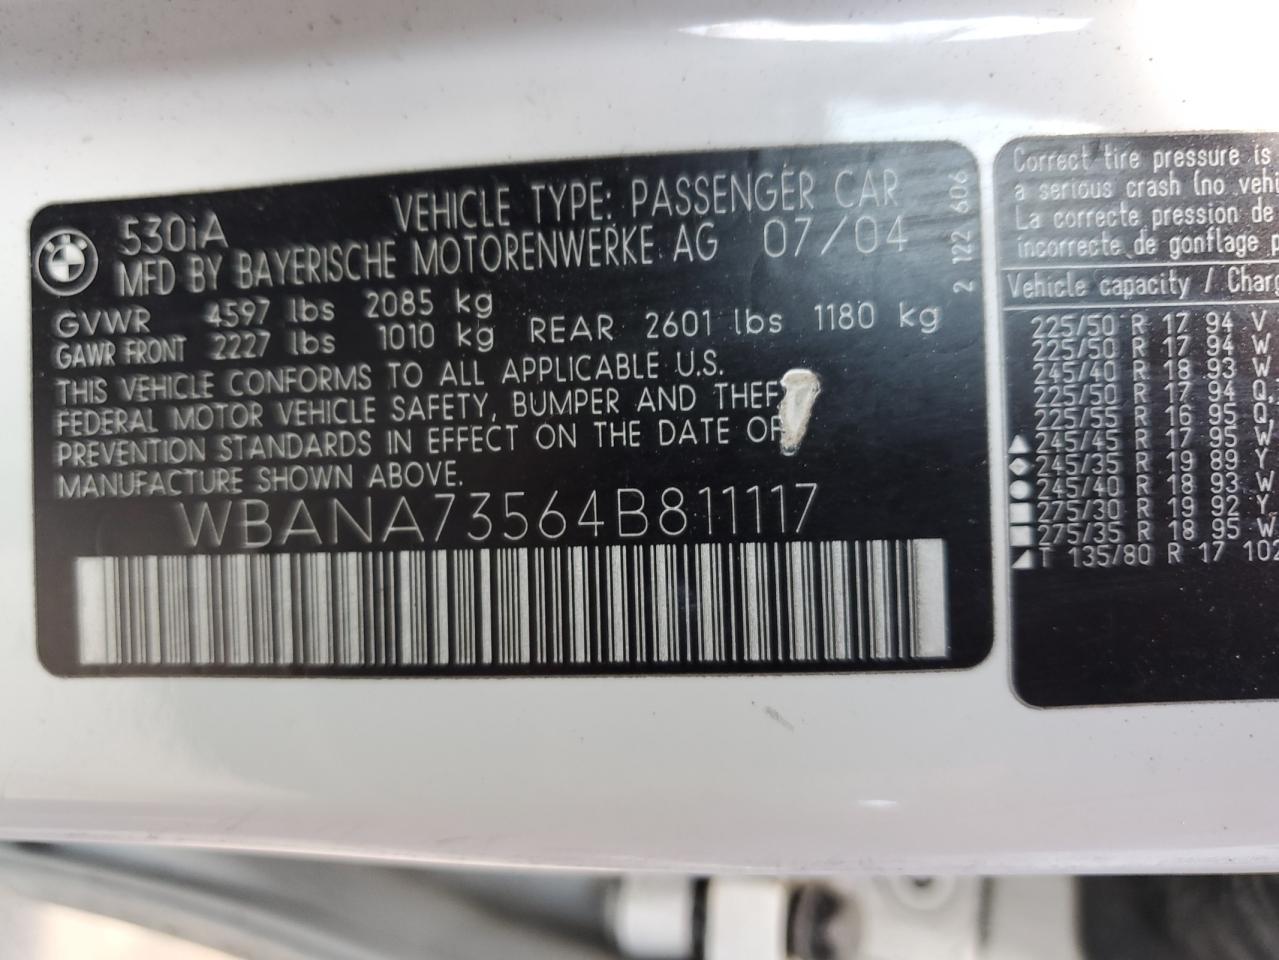 530iA
VEHICLE TYPE: PASSENGER CAR
MFD BY BAYERISCHE MOTORENWERKE AG 07/04
GVWR 4597 lbs 2085 kg
GAWR FRONT 2227 lbs 1010 kg REAR 2601 lbs 1180 kg
THIS VEHICLE CONFORMS TO ALL APPLICABLE U.S.
FEDERAL MOTOR VEHICLE SAFETY, BUMPER AND THEF
PREVENTION STANDARDS IN EFFECT ON THE DATE OF
MANUFACTURE SHOWN ABOVE.
WBANA73564B811117
2 122 606
Correct tire pressure is
a serious crash (no vehi
La correcte pression de
incorrecte de gonflage p
Vehicle capacity / Charg
225/50 R 17 94 V
225/50 R 17 94 W
245/40 R 18 93 W
225/50 R 17 94 Q,
225/55 R 16 95 Q,
245/45 R 17 95 W
245/35 R 19 89 Y
245/40 R 18 93 W
275/30 R 19 92 Y
275/35 R 18 95 W
T 135/80 R 17 102